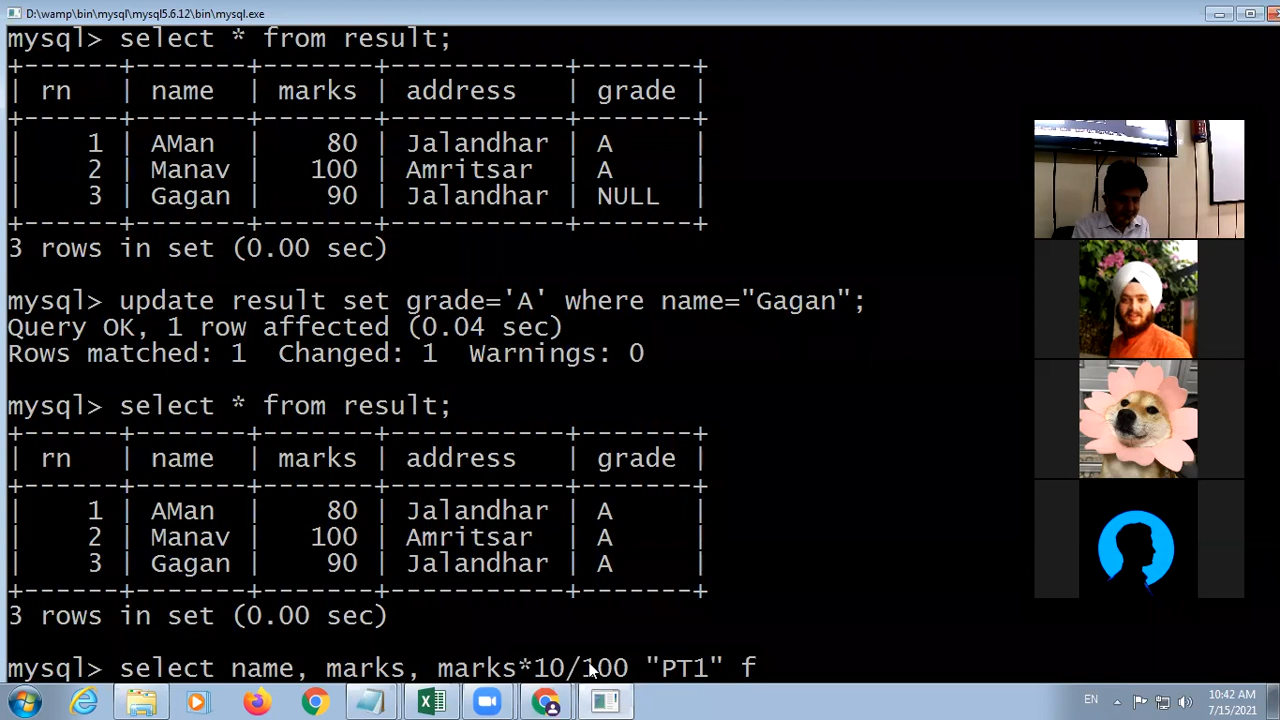 D:\wamp\bin\mysql\mysql5.6.12\bin\mysql.exe
mysql> select * from result;
+------+-------+-------+-----------+-------+
| rn   | name  | marks | address   | grade |
+------+-------+-------+-----------+-------+
|    1 | AMan  |    80 | Jalandhar | A     |
|    2 | Manav |   100 | Amritsar  | A     |
|    3 | Gagan |    90 | Jalandhar | NULL  |
+------+-------+-------+-----------+-------+
3 rows in set (0.00 sec)
mysql> update result set grade='A' where name="Gagan";
Query OK, 1 row affected (0.04 sec)
Rows matched: 1  Changed: 1  Warnings: 0
mysql> select * from result;
+------+-------+-------+-----------+-------+
| rn   | name  | marks | address   | grade |
+------+-------+-------+-----------+-------+
|    1 | AMan  |    80 | Jalandhar | A     |
|    2 | Manav |   100 | Amritsar  | A     |
|    3 | Gagan |    90 | Jalandhar | A     |
+------+-------+-------+-----------+-------+
3 rows in set (0.00 sec)
mysql> select name, marks, marks*10/100 "PT1" f
EN
10:42 AM
7/15/2021